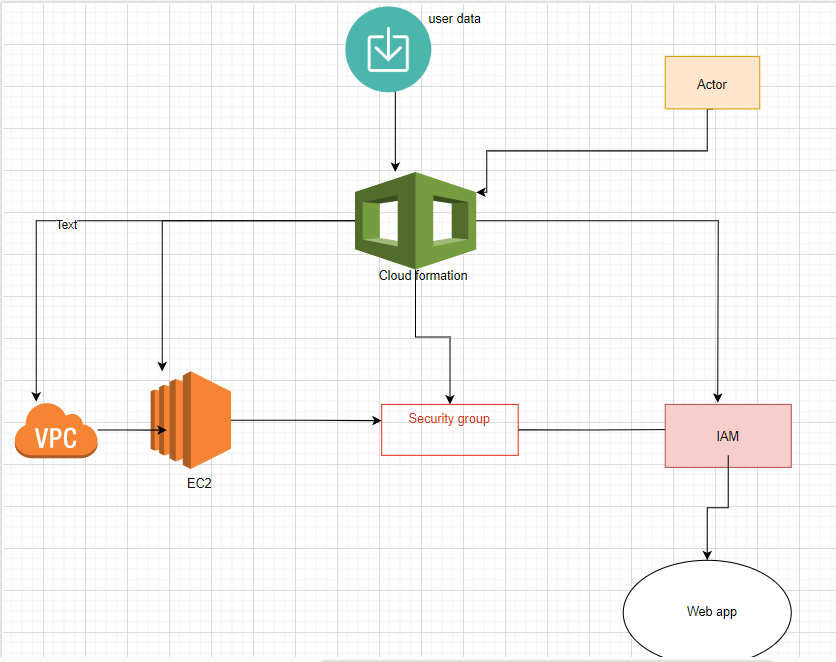 user data
Actor
Text
Cloud formation
Security group
VPC
IAM
EC2
Web app